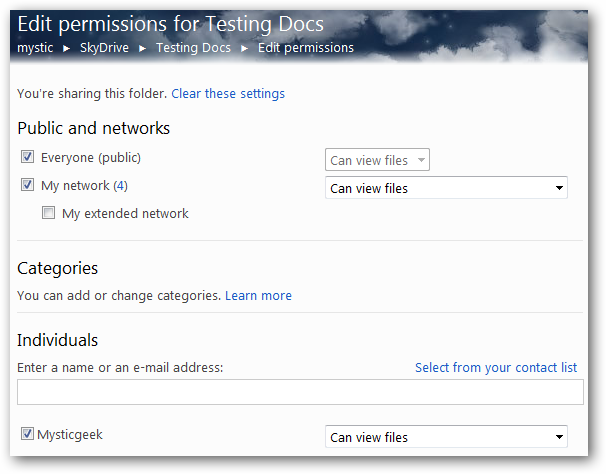 Edit permissions for Testing Docs
mystic ▸ SkyDrive ▸ Testing Docs ▸ Edit permissions
You're sharing this folder. Clear these settings
Public and networks
Everyone (public) Can view files
My network (4) Can view files
My extended network
Categories
You can add or change categories. Learn more
Individuals
Enter a name or an e-mail address: Select from your contact list
Mysticgeek Can view files